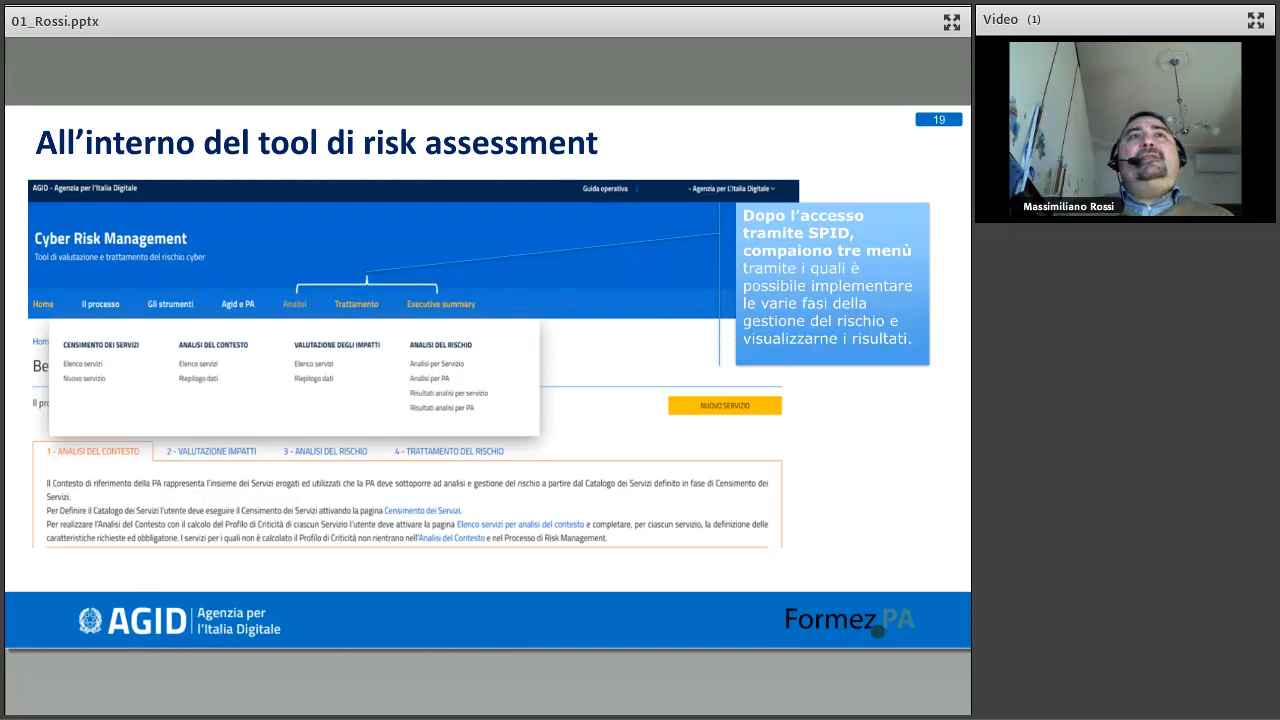 01_Rossi.pptx
Video (1)
Massimiliano Rossi
19
All'interno del tool di risk assessment
AGID - Agenzia per l'Italia Digitale
Guida operativa
- Agenzia per L'Italia Digitale
Cyber Risk Management
Tool di valutazione e trattamento del rischio cyber
Home Il processo Gli strumenti Agid e PA Analisi Trattamento Executive summary
Dopo l'accesso
tramite SPID,
compaiono tre menù
tramite i quali è
possibile implementare
le varie fasi della
gestione del rischio e
visualizzarne i risultati.
Hom
Be
Il pro
CENSIMENTO DEI SERVIZI
Elenco servizi
Nuovo servizio
ANALISI DEL CONTESTO
Elenco servizi
Riepilogo dati
VALUTAZIONE DEGLI IMPATTI
Elenco servizi
Riepilogo dati
ANALISI DEL RISCHIO
Analisi per Servizio
Analisi per PA
Risultati analisi per servizio
Risultati analisi per PA
NUOVO SERVIZIO
1 - ANALISI DEL CONTESTO 2 - VALUTAZIONE IMPATTI 3 - ANALISI DEL RISCHIO 4 - TRATTAMENTO DEL RISCHIO
Il Contesto di riferimento della PA rappresenta l'insieme dei Servizi erogati ed utilizzati che la PA deve sottoporre ad analisi e gestione del rischio a partire dal Catalogo dei Servizi definito in fase di Censimento dei
Servizi.
Per Definire il Catalogo dei Servizi l'utente deve eseguire il Censimento dei Servizi attivando la pagina Censimento dei Servizi.
Per realizzare l'Analisi del Contesto con il calcolo del Profilo di Criticità di ciascun Servizio l'utente deve attivare la pagina Elenco servizi per analisi del contesto e completare, per ciascun servizio, la definizione delle
caratteristiche richieste ed obbligatorie. I servizi per i quali non è calcolato il Profilo di Criticità non rientrano nell'Analisi del Contesto e nel Processo di Risk Management.
AGID
Agenzia per
l'Italia Digitale
Formez PA